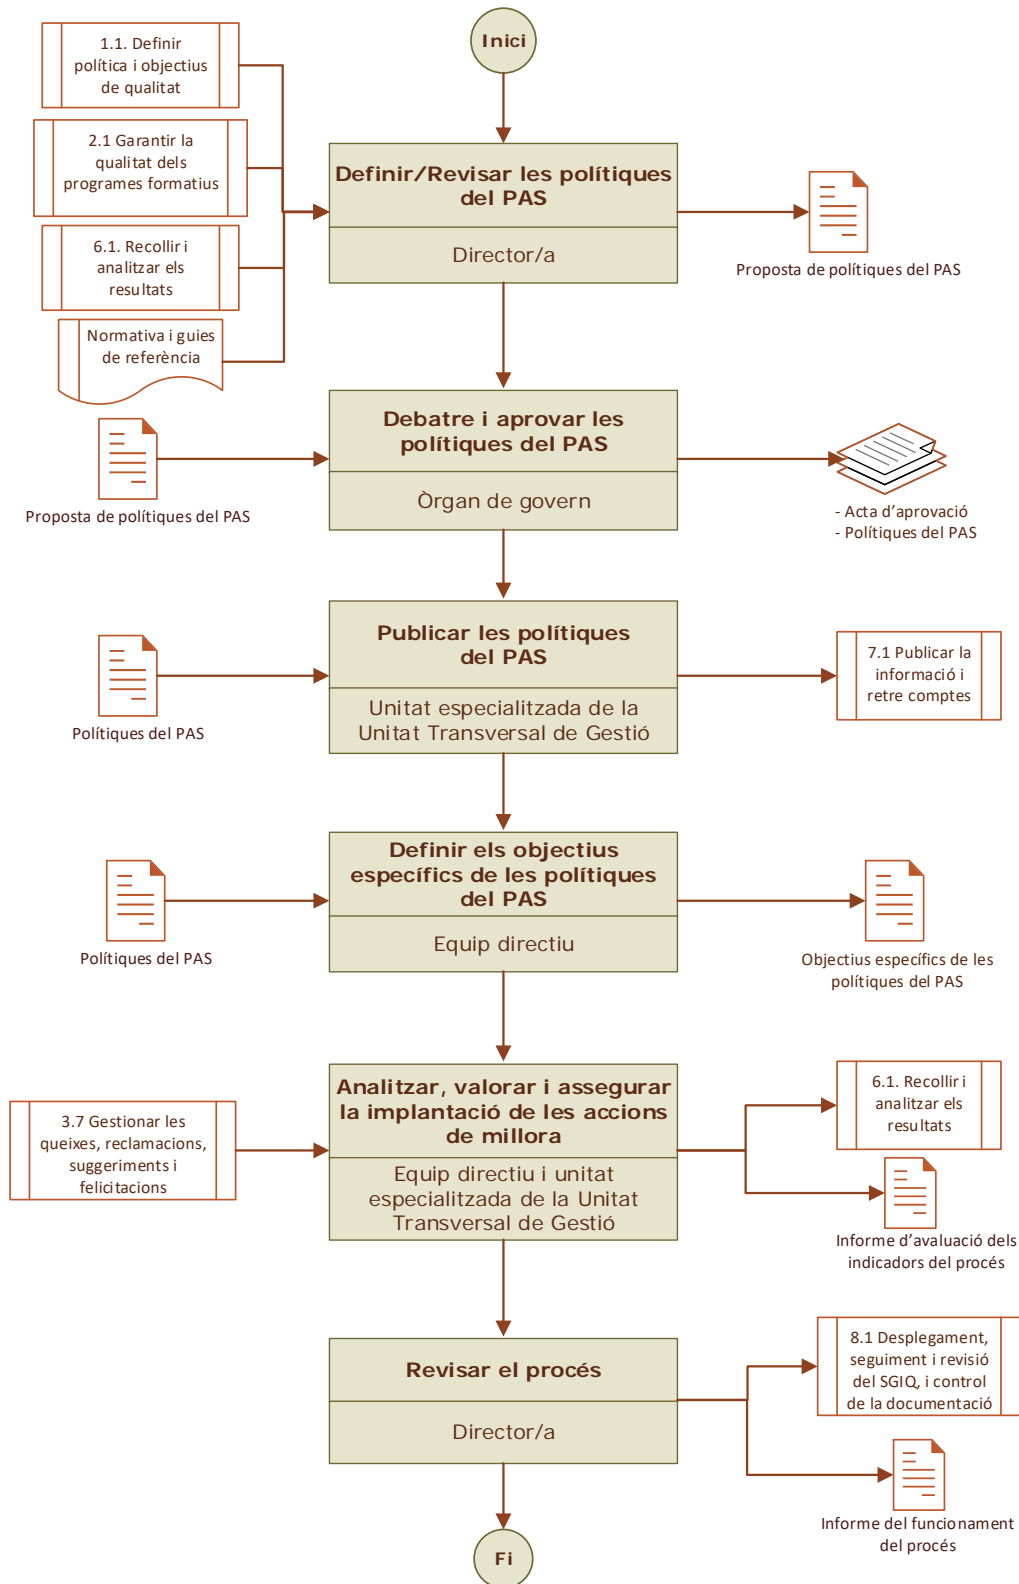 Inici
1.1. Definir
política i objectius
de qualitat
2.1 Garantir la
qualitat dels
programes formatius
6.1. Recollir i
analitzar els
resultats
Normativa i guies
de referència
Definir/Revisar les polítiques
del PAS
Director/a
Proposta de polítiques del PAS
Proposta de polítiques del PAS
Debatre i aprovar les
polítiques del PAS
Òrgan de govern
- Acta d’aprovació
- Polítiques del PAS
Polítiques del PAS
Publicar les polítiques
del PAS
Unitat especialitzada de la
Unitat Transversal de Gestió
7.1 Publicar la
informació i
retre comptes
Polítiques del PAS
Definir els objectius
específics de les polítiques
del PAS
Equip directiu
Objectius específics de les
polítiques del PAS
3.7 Gestionar les
queixes, reclamacions,
suggeriments i
felicitacions
Analitzar, valorar i assegurar
la implantació de les accions
de millora
Equip directiu i unitat
especialitzada de la Unitat
Transversal de Gestió
6.1. Recollir i
analitzar els
resultats
Informe d’avaluació dels
indicadors del procés
Revisar el procés
Director/a
8.1 Desplegament,
seguiment i revisió
del SGIQ, i control
de la documentació
Informe del funcionament
del procés
Fi